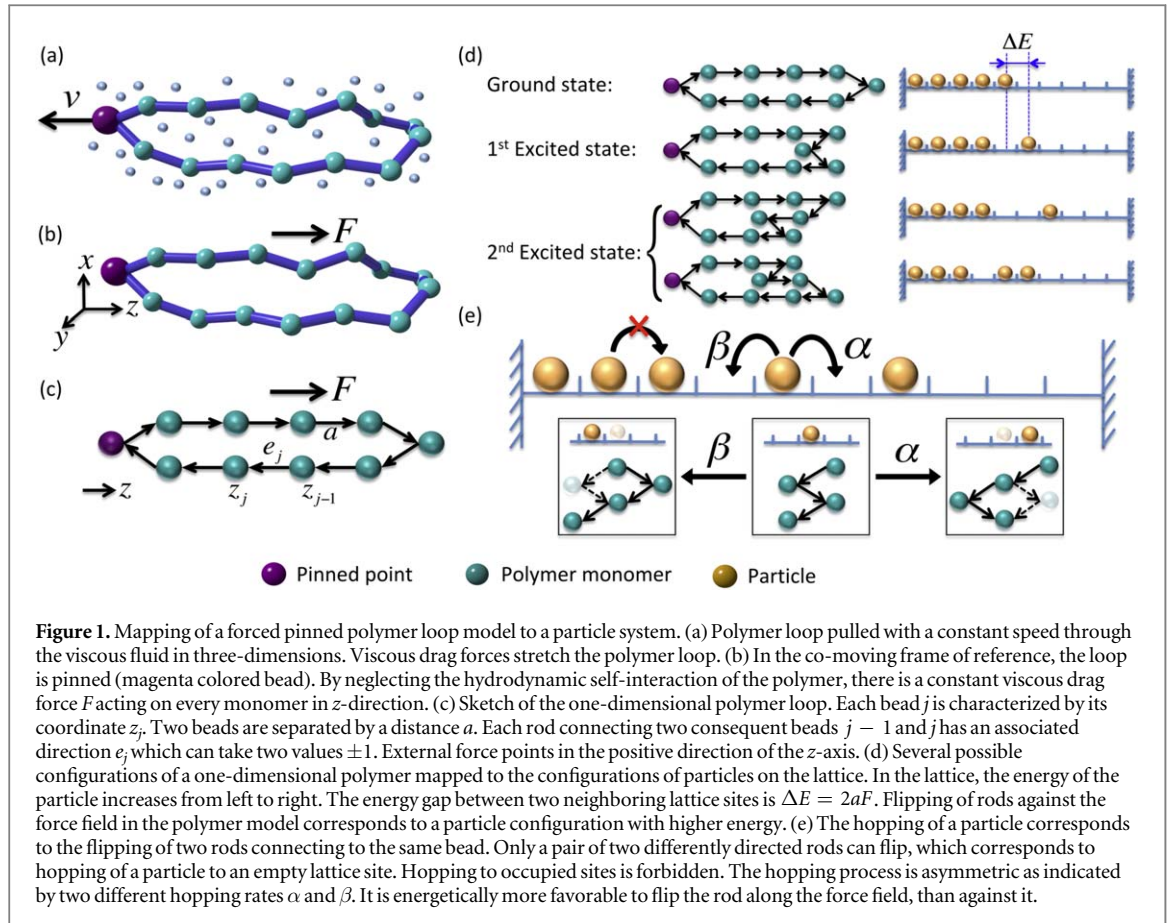 (a)
v
(b)
F
x
y
z
(c)
F
a
e_j
z_j
z_{j-1}
z
(d)
ΔE
Ground state:
1st Excited state:
2nd Excited state:
(e)
β
α
β
α
Pinned point
Polymer monomer
Particle
Figure 1. Mapping of a forced pinned polymer loop model to a particle system. (a) Polymer loop pulled with a constant speed through
the viscous fluid in three-dimensions. Viscous drag forces stretch the polymer loop. (b) In the co-moving frame of reference, the loop
is pinned (magenta colored bead). By neglecting the hydrodynamic self-interaction of the polymer, there is a constant viscous drag
force F acting on every monomer in z-direction. (c) Sketch of the one-dimensional polymer loop. Each bead j is characterized by its
coordinate z_j. Two beads are separated by a distance a. Each rod connecting two consequent beads j − 1 and j has an associated
direction e_j which can take two values ±1. External force points in the positive direction of the z-axis. (d) Several possible
configurations of a one-dimensional polymer mapped to the configurations of particles on the lattice. In the lattice, the energy of the
particle increases from left to right. The energy gap between two neighboring lattice sites is ΔE = 2aF. Flipping of rods against the
force field in the polymer model corresponds to a particle configuration with higher energy. (e) The hopping of a particle corresponds
to the flipping of two rods connecting to the same bead. Only a pair of two differently directed rods can flip, which corresponds to
hopping of a particle to an empty lattice site. Hopping to occupied sites is forbidden. The hopping process is asymmetric as indicated
by two different hopping rates α and β. It is energetically more favorable to flip the rod along the force field, than against it.